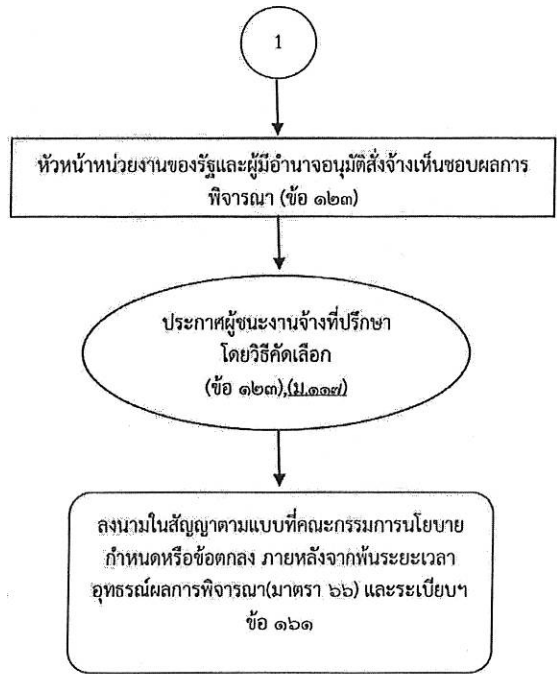 1
หัวหน้าหน่วยงานของรัฐและผู้มีอำนาจอนุมัติสั่งจ้างเห็นชอบผลการ
พิจารณา (ข้อ ๑๒๓)
ประกาศผู้ชนะงานจ้างที่ปรึกษา
โดยวิธีคัดเลือก
(ข้อ ๑๒๓),(ม.๑๑๗)
ลงนามในสัญญาตามแบบที่คณะกรรมการนโยบาย
กำหนดหรือข้อตกลง ภายหลังจากพ้นระยะเวลา
อุทธรณ์ผลการพิจารณา(มาตรา ๖๖) และระเบียบฯ
ข้อ ๑๖๑